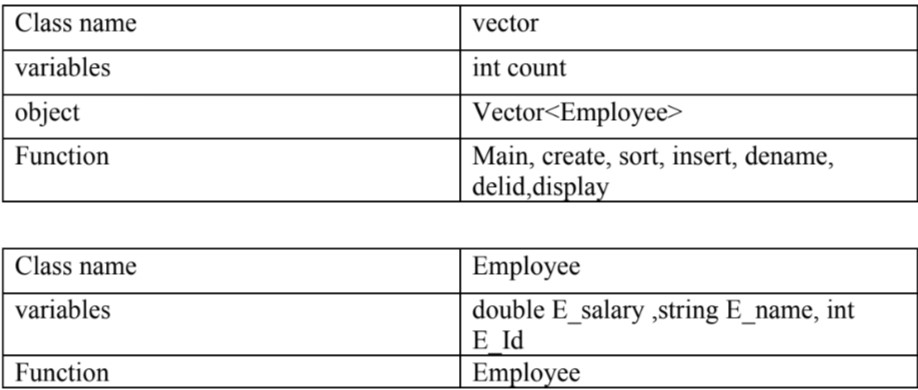 Class name vector
variables int count
object Vector<Employee>
Function Main, create, sort, insert, dename,
delid,display
Class name Employee
variables double E_salary ,string E_name, int
E_Id
Function Employee